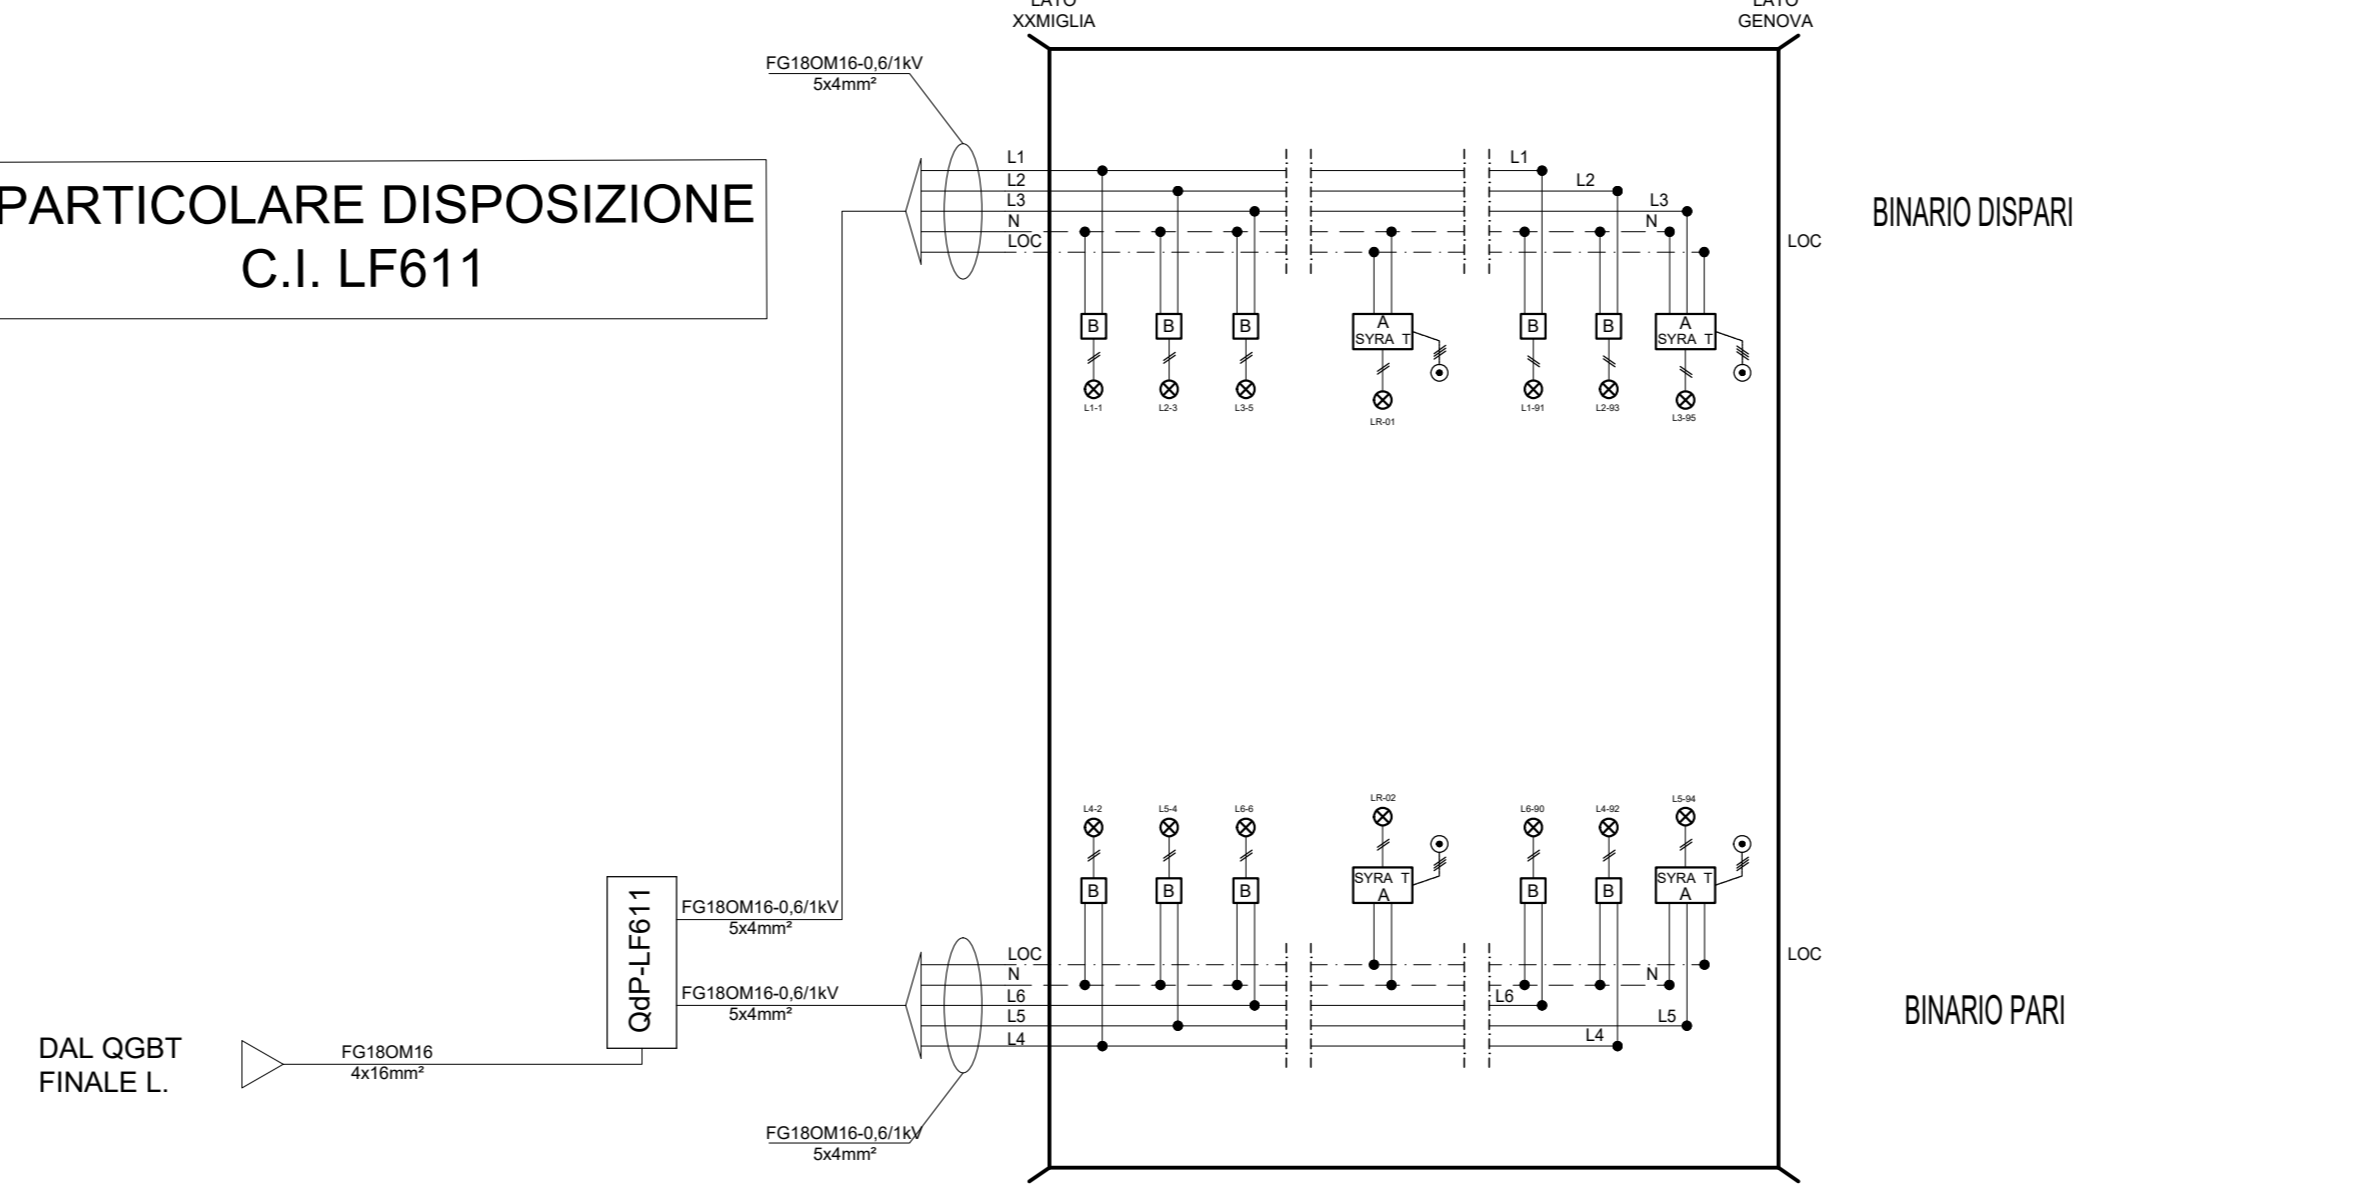 LATO
XXMIGLIA
LATO
GENOVA
FG18OM16-0,6/1kV
5x4mm²
PARTICOLARE DISPOSIZIONE
C.I. LF611
L1
L2
L3
N
LOC
L1
L2
L3
N
LOC
BINARIO DISPARI
B
B
B
A
SYRA T
B
B
A
SYRA T
L1-1
L2-3
L3-5
LR-01
L1-91
L2-93
L3-95
L4-2
L5-4
L6-6
LR-02
L6-90
L4-92
L5-94
B
B
B
SYRA T
A
B
B
SYRA T
A
QdP-LF611
FG18OM16-0,6/1kV
5x4mm²
FG18OM16-0,6/1kV
5x4mm²
LOC
N
L6
L5
L4
N
L6
L5
L4
LOC
BINARIO PARI
DAL QGBT
FINALE L.
FG18OM16
4x16mm²
FG18OM16-0,6/1kV
5x4mm²